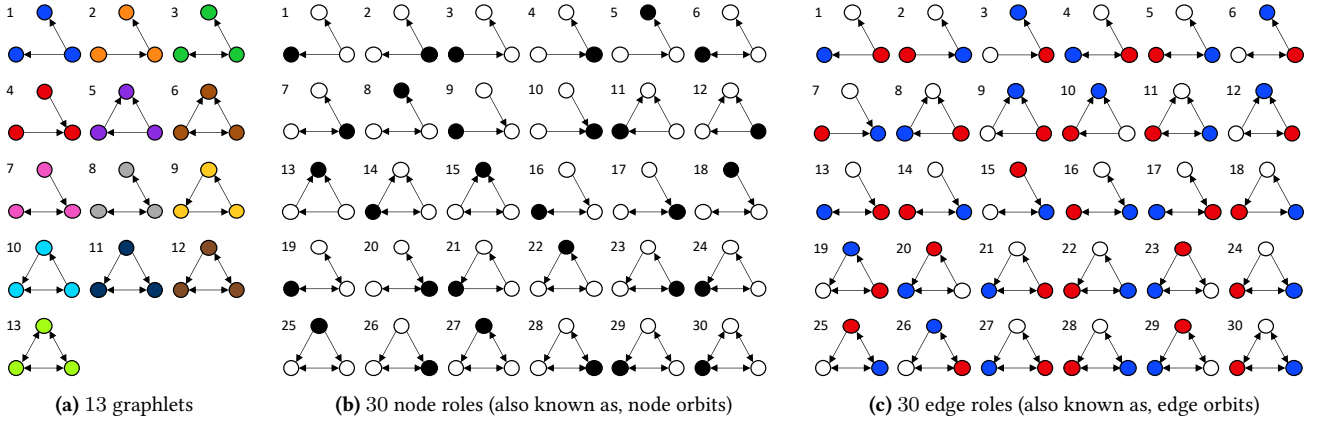 1 2 3
4 5 6
7 8 9
10 11 12
13
(a) 13 graphlets
1 2 3 4 5 6
7 8 9 10 11 12
13 14 15 16 17 18
19 20 21 22 23 24
25 26 27 28 29 30
(b) 30 node roles (also known as, node orbits)
1 2 3 4 5 6
7 8 9 10 11 12
13 14 15 16 17 18
19 20 21 22 23 24
25 26 27 28 29 30
(c) 30 edge roles (also known as, edge orbits)